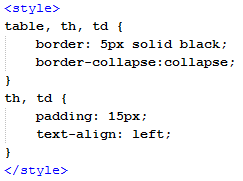 <style>
table, th, td {
    border: 5px solid black;
    border-collapse:collapse;
}
th, td {
    padding: 15px;
    text-align: left;
}
</style>